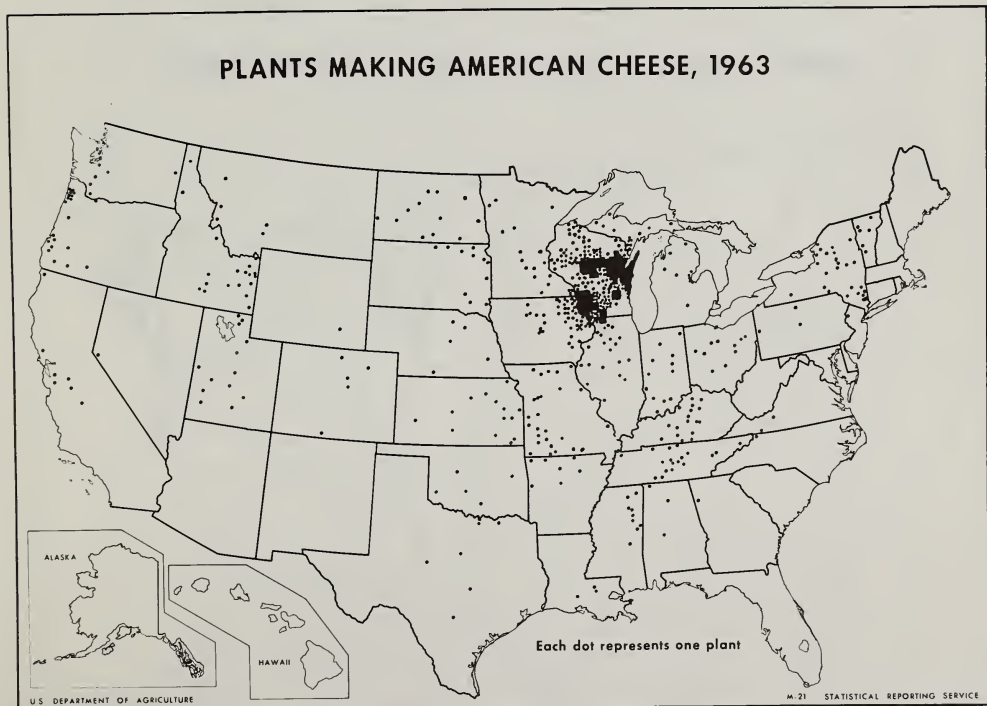 PLANTS MAKING AMERICAN CHEESE, 1963
ALASKA
HAWAII
Each dot represents one plant
U S DEPARTMENT OF AGRICULTURE
M-21 STATISTICAL REPORTING SERVICE